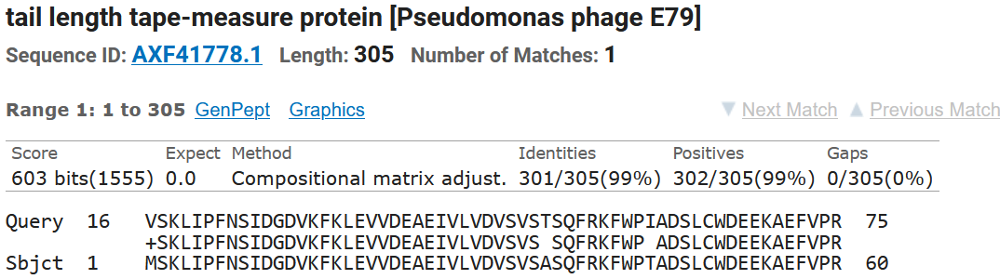 tail length tape-measure protein [Pseudomonas phage E79]
Sequence ID: AXF41778.1 Length: 305 Number of Matches: 1
Range 1: 1 to 305 GenPept Graphics ▼ Next Match ▲ Previous Match
Score Expect Method Identities Positives Gaps
603 bits(1555) 0.0 Compositional matrix adjust. 301/305(99%) 302/305(99%) 0/305(0%)
Query 16 VSKLIPFNSIDGDVKFKLEVVDEAEIVLVDVSVSTSQFRKFWPIADSLCWDEEKAEFVPR 75
+SKLIPFNSIDGDVKFKLEVVDEAEIVLVDVSVS SQFRKFWP ADSLCWDEEKAEFVPR
Sbjct 1 MSKLIPFNSIDGDVKFKLEVVDEAEIVLVDVSVSASQFRKFWPTADSLCWDEEKAEFVPR 60